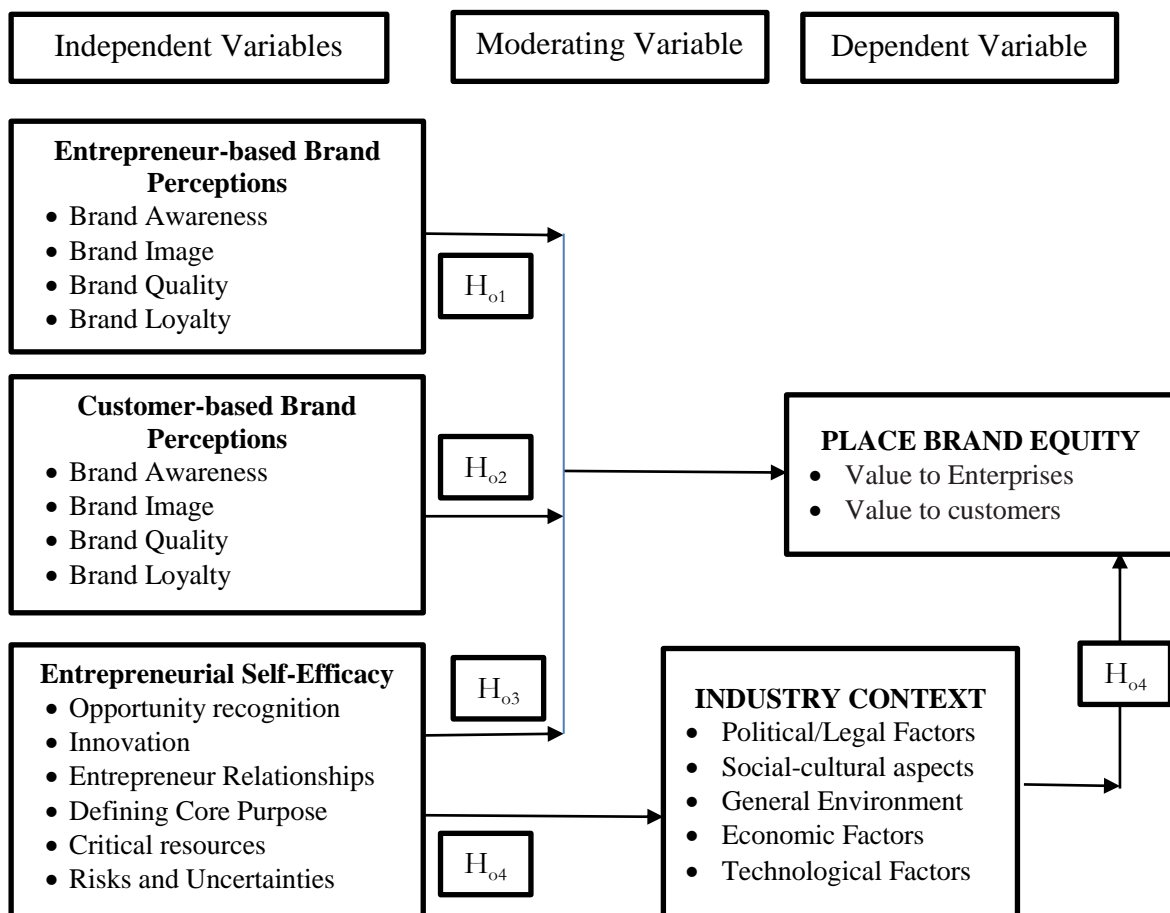 Independent Variables
Moderating Variable
Dependent Variable
Entrepreneur-based Brand
Perceptions
• Brand Awareness
• Brand Image
• Brand Quality
• Brand Loyalty
Ho1
Customer-based Brand
Perceptions
• Brand Awareness
• Brand Image
• Brand Quality
• Brand Loyalty
Ho2
PLACE BRAND EQUITY
• Value to Enterprises
• Value to customers
Entrepreneurial Self-Efficacy
• Opportunity recognition
• Innovation
• Entrepreneur Relationships
• Defining Core Purpose
• Critical resources
• Risks and Uncertainties
Ho3
Ho4
INDUSTRY CONTEXT
• Political/Legal Factors
• Social-cultural aspects
• General Environment
• Economic Factors
• Technological Factors
Ho4